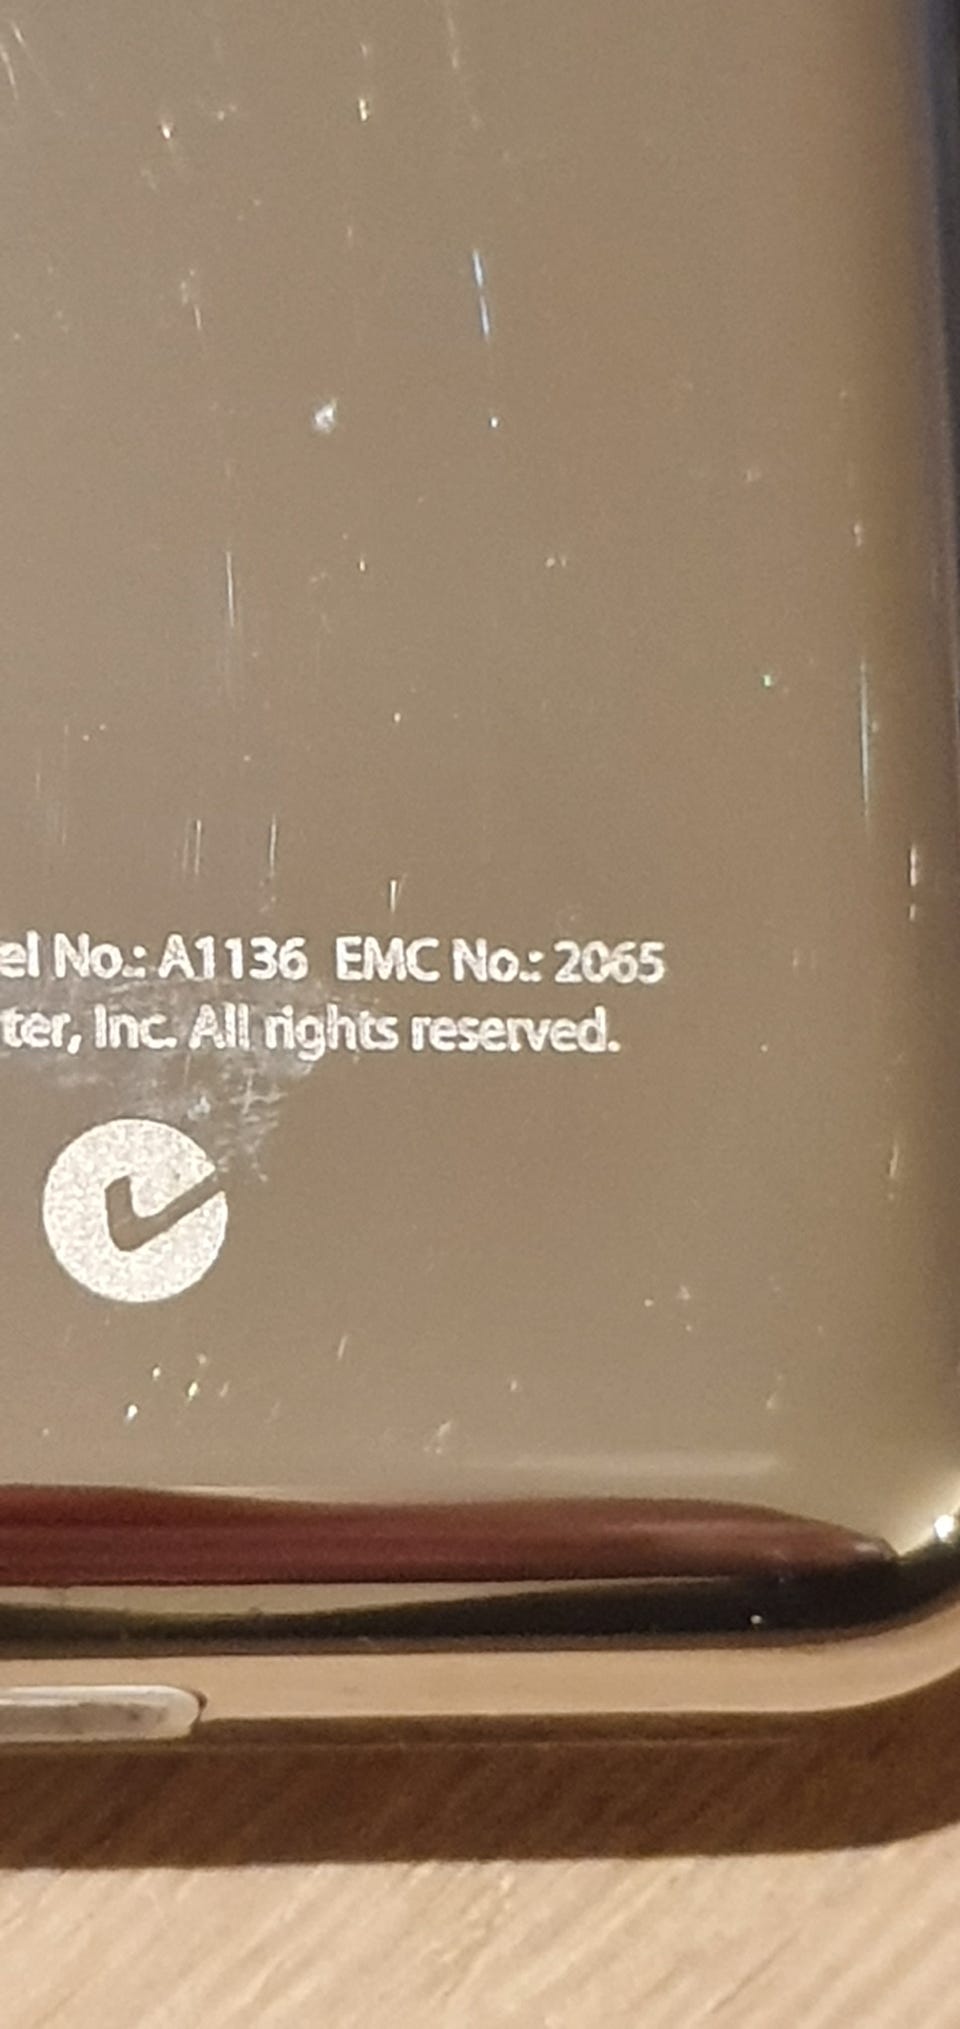 el No.: A1136 EMC No.: 2065
ter, Inc. All rights reserved.